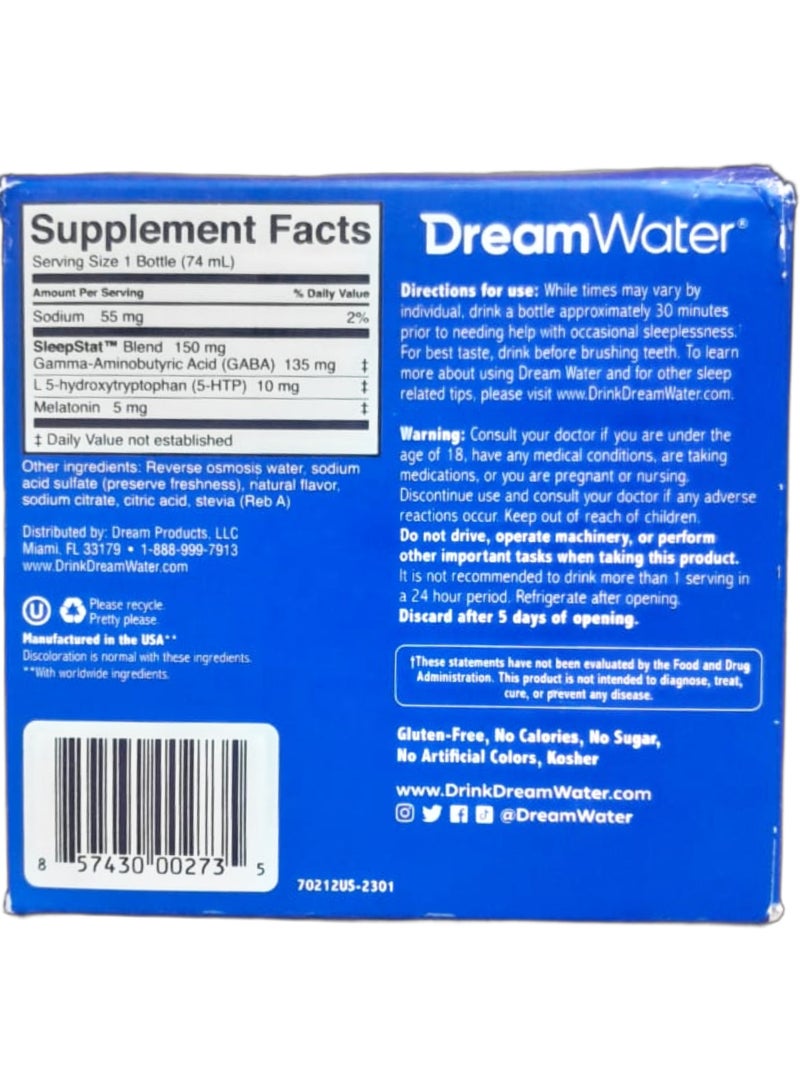 Supplement Facts
Serving Size 1 Bottle (74 mL)
Amount Per Serving % Daily Value
Sodium 55 mg 2%
SleepStat™ Blend 150 mg
Gamma-Aminobutyric Acid (GABA) 135 mg ‡
L 5-hydroxytryptophan (5-HTP) 10 mg ‡
Melatonin 5 mg ‡
‡ Daily Value not established
Other ingredients: Reverse osmosis water, sodium
acid sulfate (preserve freshness), natural flavor,
sodium citrate, citric acid, stevia (Reb A)
Distributed by: Dream Products, LLC
Miami, FL 33179 • 1-888-999-7913
www.DrinkDreamWater.com
U
Please recycle.
Pretty please.
Manufactured in the USA**
Discoloration is normal with these ingredients.
**With worldwide ingredients.
8 57430 00273 5
70212US-2301
DreamWater®
Directions for use: While times may vary by
individual, drink a bottle approximately 30 minutes
prior to needing help with occasional sleeplessness.†
For best taste, drink before brushing teeth. To learn
more about using Dream Water and for other sleep
related tips, please visit www.DrinkDreamWater.com.
Warning: Consult your doctor if you are under the
age of 18, have any medical conditions, are taking
medications, or you are pregnant or nursing.
Discontinue use and consult your doctor if any adverse
reactions occur. Keep out of reach of children.
Do not drive, operate machinery, or perform
other important tasks when taking this product.
It is not recommended to drink more than 1 serving in
a 24 hour period. Refrigerate after opening.
Discard after 5 days of opening.
†These statements have not been evaluated by the Food and Drug
Administration. This product is not intended to diagnose, treat,
cure, or prevent any disease.
Gluten-Free, No Calories, No Sugar,
No Artificial Colors, Kosher
www.DrinkDreamWater.com
@DreamWater